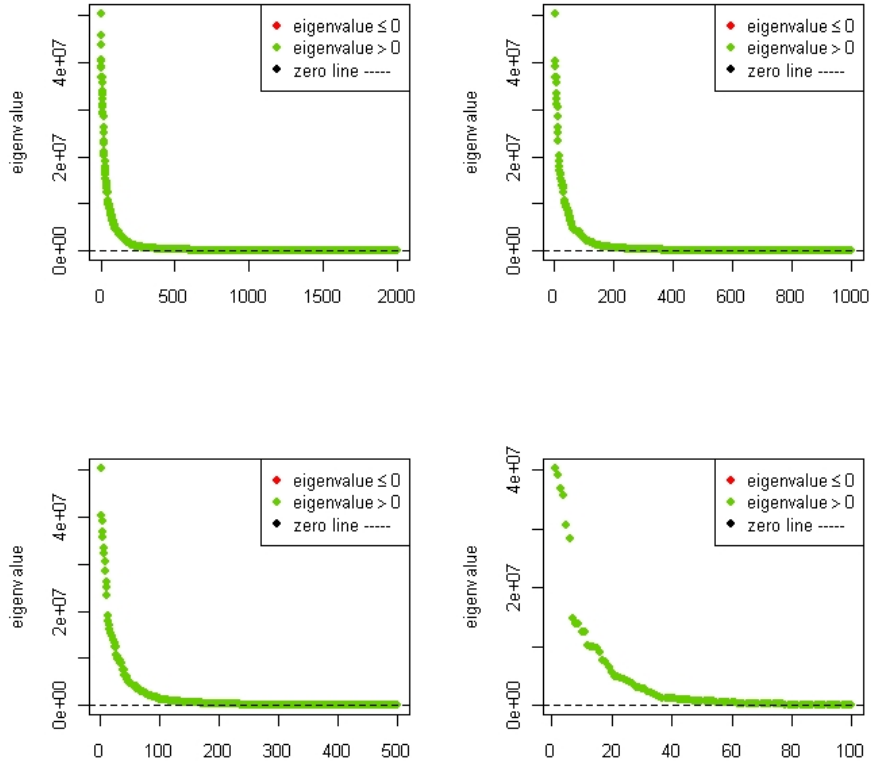 eigenvalue
0e+00 2e+07 4e+07
eigenvalue ≤ 0
eigenvalue > 0
zero line -----
0 500 1000 1500 2000
eigenvalue
0e+00 2e+07 4e+07
eigenvalue ≤ 0
eigenvalue > 0
zero line -----
0 200 400 600 800 1000
eigenvalue
0e+00 2e+07 4e+07
eigenvalue ≤ 0
eigenvalue > 0
zero line -----
0 100 200 300 400 500
eigenvalue
0e+00 2e+07 4e+07
eigenvalue ≤ 0
eigenvalue > 0
zero line -----
0 20 40 60 80 100